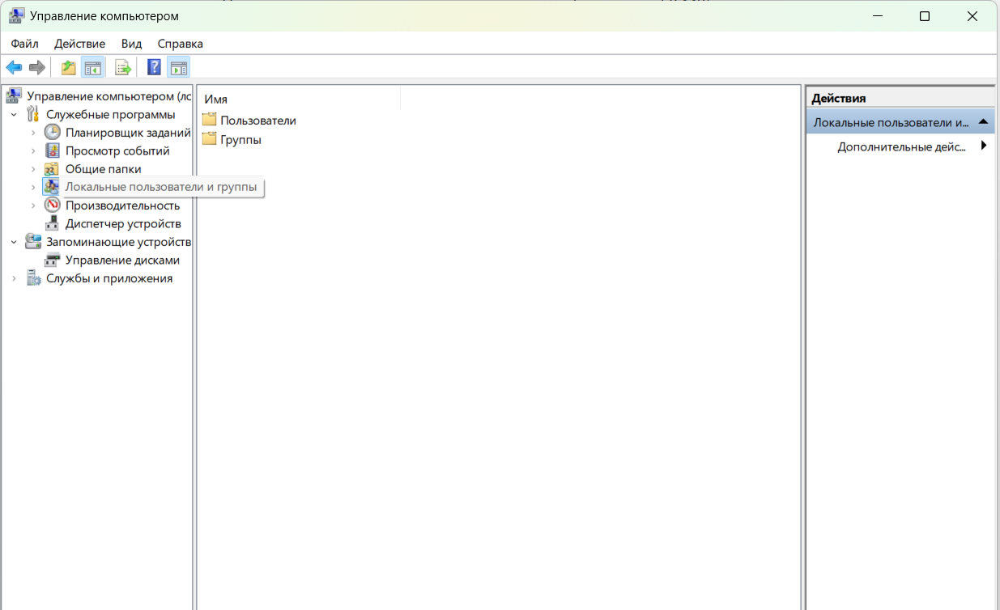 Управление компьютером
Файл Действие Вид Справка
Управление компьютером (лс
Служебные программы
Планировщик заданий
Просмотр событий
Общие папки
Локальные пользователи и группы
Производительность
Диспетчер устройств
Запоминающие устройств
Управление дисками
Службы и приложения
Имя
Пользователи
Группы
Действия
Локальные пользователи и...
Дополнительные дейс...